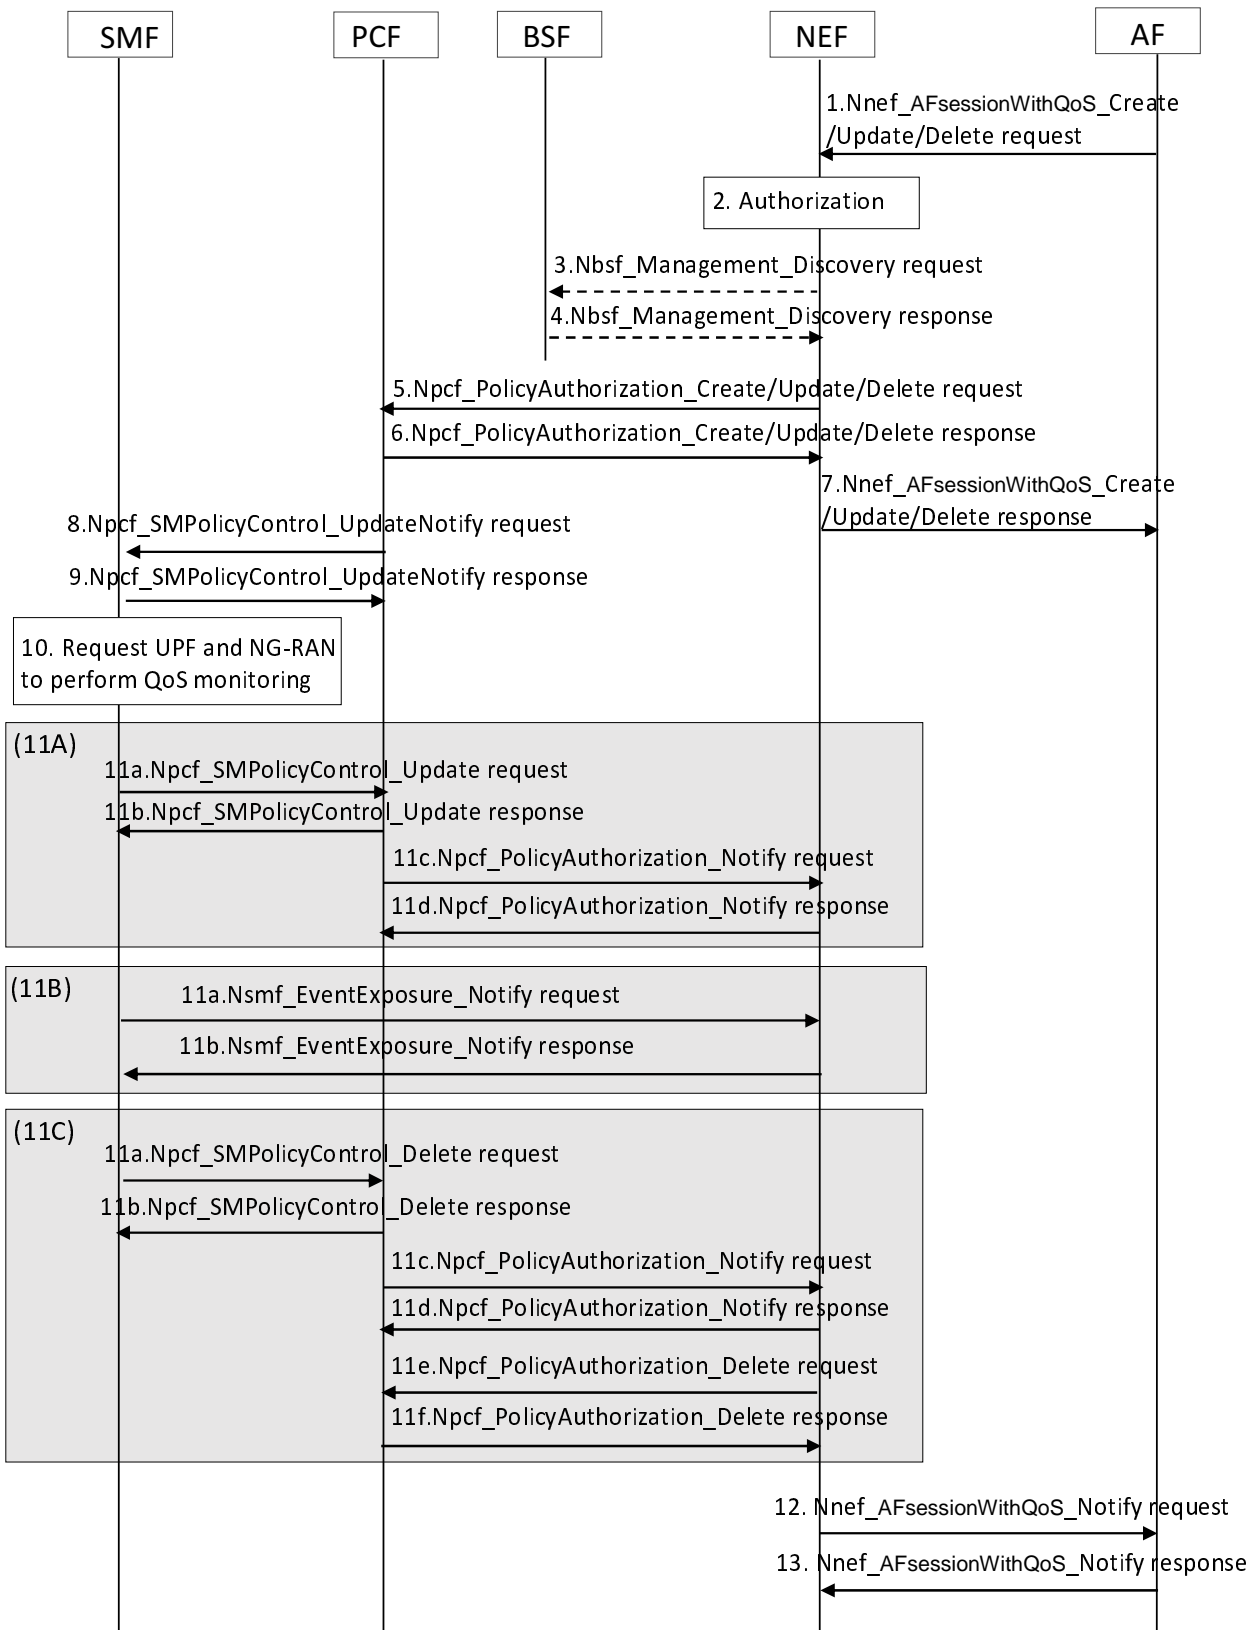 SMF
PCF
BSF
NEF
AF
1.Nnef_AFsessionWithQoS_Create
/Update/Delete request
2. Authorization
3.Nbsf_Management_Discovery request
4.Nbsf_Management_Discovery response
5.Npcf_PolicyAuthorization_Create/Update/Delete request
6.Npcf_PolicyAuthorization_Create/Update/Delete response
7.Nnef_AFsessionWithQoS_Create
/Update/Delete response
8.Npcf_SMPolicyControl_UpdateNotify request
9.Npcf_SMPolicyControl_UpdateNotify response
10. Request UPF and NG-RAN
to perform QoS monitoring
(11A)
11a.Npcf_SMPolicyControl_Update request
11b.Npcf_SMPolicyControl_Update response
11c.Npcf_PolicyAuthorization_Notify request
11d.Npcf_PolicyAuthorization_Notify response
(11B)
11a.Nsmf_EventExposure_Notify request
11b.Nsmf_EventExposure_Notify response
(11C)
11a.Npcf_SMPolicyControl_Delete request
11b.Npcf_SMPolicyControl_Delete response
11c.Npcf_PolicyAuthorization_Notify request
11d.Npcf_PolicyAuthorization_Notify response
11e.Npcf_PolicyAuthorization_Delete request
11f.Npcf_PolicyAuthorization_Delete response
12. Nnef_AFsessionWithQoS_Notify request
13. Nnef_AFsessionWithQoS_Notify response